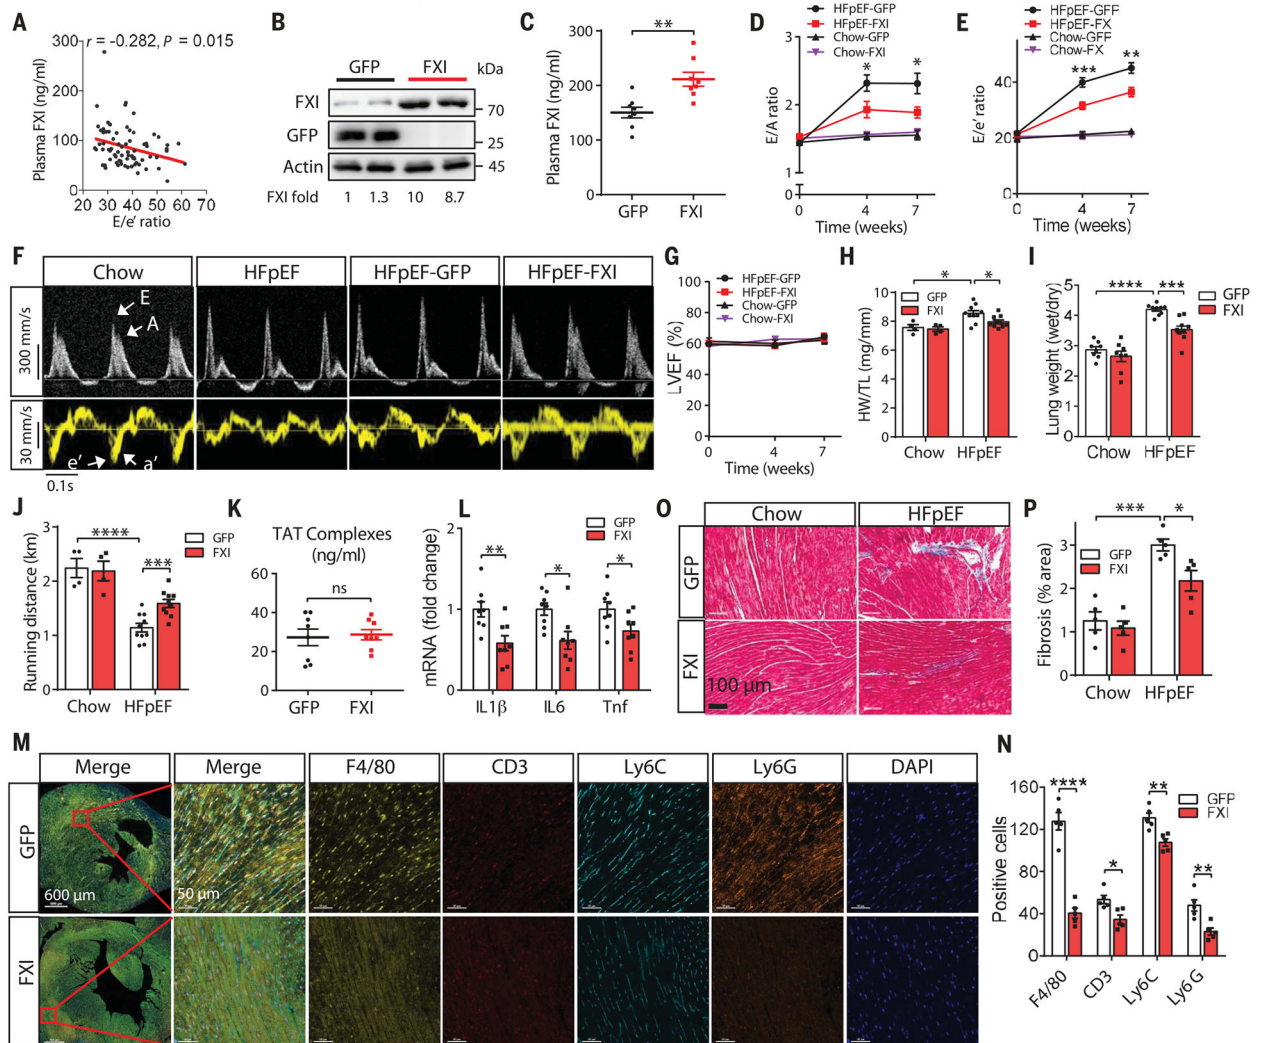 A
r = -0.282, P = 0.015
Plasma FXI (ng/ml)
300
200
100
0
20 30 40 50 60 70
E/e′ ratio
B
GFP FXI kDa
FXI
70
GFP
25
Actin
45
FXI fold 1 1.3 10 8.7
C
**
Plasma FXI (ng/ml)
300
200
100
0
GFP FXI
D
HFpEF-GFP
HFpEF-FXI
Chow-GFP
Chow-FXI
E/A ratio
3
2
1
0
* *
0 4 7
Time (weeks)
E
HFpEF-GFP
HFpEF-FX
Chow-GFP
Chow-FX
E/e′ ratio
40
20
0
*** **
0 4 7
Time (weeks)
F
Chow HFpEF HFpEF-GFP HFpEF-FXI
300 mm/s
E
A
30 mm/s
e′ a′
0.1s
G
HFpEF-GFP
HFpEF-FXI
Chow-GFP
Chow-FXI
LVEF (%)
100
80
60
40
20
0
0 4 7
Time (weeks)
H
* *
GFP
FXI
HW/TL (mg/mm)
10
8
6
4
2
0
Chow HFpEF
I
**** ***
GFP
FXI
Lung weight (wet/dry)
5
4
3
2
1
0
Chow HFpEF
J
**** ***
GFP
FXI
Running distance (km)
3
2
1
0
Chow HFpEF
K
TAT Complexes
(ng/ml)
ns
60
40
20
0
GFP FXI
L
GFP
FXI
mRNA (fold change)
2
1
0
** * *
IL1β IL6 Tnf
O
Chow HFpEF
GFP
FXI
100 μm
P
*** *
GFP
FXI
Fibrosis (% area)
3
2
1
0
Chow HFpEF
M
Merge Merge F4/80 CD3 Ly6C Ly6G DAPI
GFP
600 μm 50 μm
FXI
N
GFP
FXI
Positive cells
160
120
80
40
0
**** * ** **
F4/80 CD3 Ly6C Ly6G